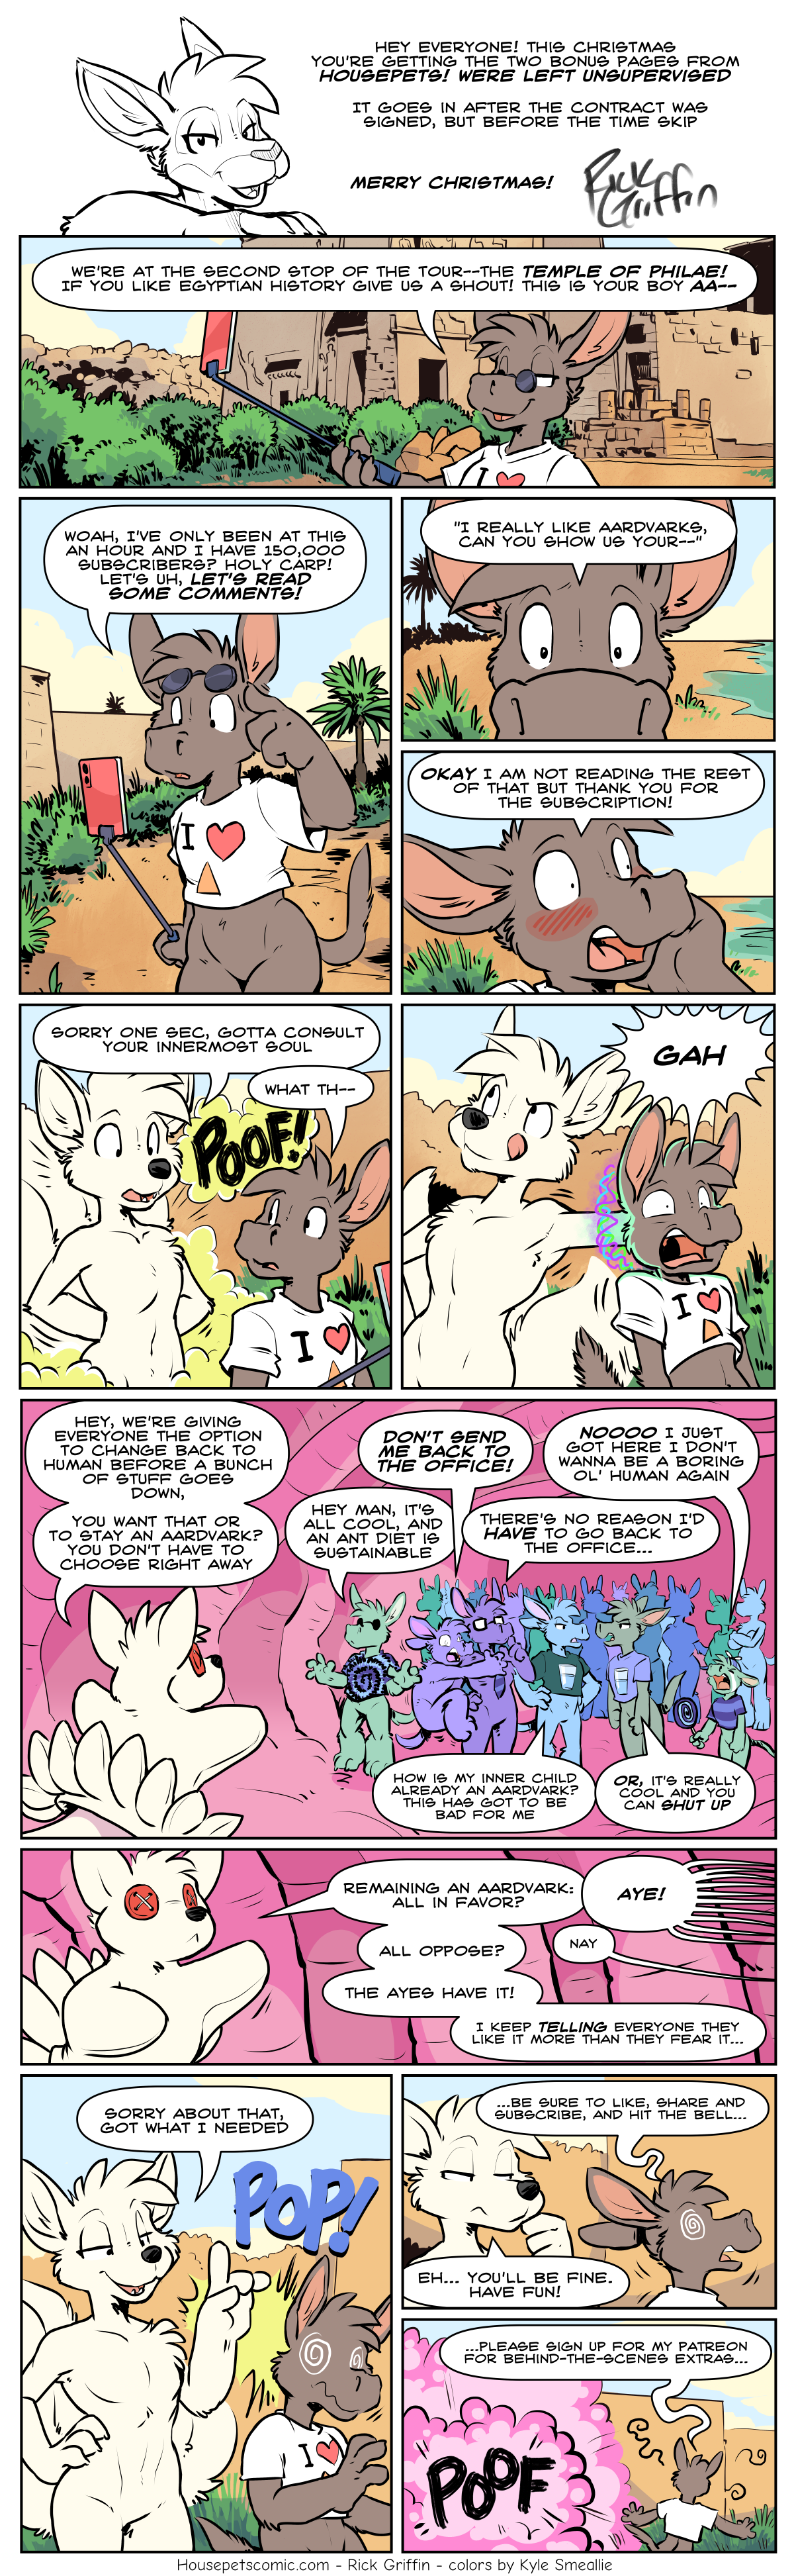 HEY EVERYONE! THIS CHRISTMAS
YOU'RE GETTING THE TWO BONUS PAGES FROM
HOUSEPETS! WERE LEFT UNSUPERVISED
IT GOES IN AFTER THE CONTRACT WAS
SIGNED, BUT BEFORE THE TIME SKIP
MERRY CHRISTMAS!
Rick
Griffin
WE'RE AT THE SECOND STOP OF THE TOUR--THE TEMPLE OF PHILAE!
IF YOU LIKE EGYPTIAN HISTORY GIVE US A SHOUT! THIS IS YOUR BOY AA--
I
WOAH, I'VE ONLY BEEN AT THIS
AN HOUR AND I HAVE 150,000
SUBSCRIBERS? HOLY CARP!
LET'S UH, LET'S READ
SOME COMMENTS!
I
"I REALLY LIKE AARDVARKS,
CAN YOU SHOW US YOUR--"
OKAY I AM NOT READING THE REST
OF THAT BUT THANK YOU FOR
THE SUBSCRIPTION!
SORRY ONE SEC, GOTTA CONSULT
YOUR INNERMOST SOUL
WHAT TH--
POOF!
I
GAH
I
HEY, WE'RE GIVING
EVERYONE THE OPTION
TO CHANGE BACK TO
HUMAN BEFORE A BUNCH
OF STUFF GOES
DOWN,
YOU WANT THAT OR
TO STAY AN AARDVARK?
YOU DON'T HAVE TO
CHOOSE RIGHT AWAY
HEY MAN, IT'S
ALL COOL, AND
AN ANT DIET IS
SUSTAINABLE
DON'T SEND
ME BACK TO
THE OFFICE!
THERE'S NO REASON I'D
HAVE TO GO BACK TO
THE OFFICE...
NOOOO I JUST
GOT HERE I DON'T
WANNA BE A BORING
OL' HUMAN AGAIN
HOW IS MY INNER CHILD
ALREADY AN AARDVARK?
THIS HAS GOT TO BE
BAD FOR ME
OR, IT'S REALLY
COOL AND YOU
CAN SHUT UP
REMAINING AN AARDVARK:
ALL IN FAVOR?
AYE!
ALL OPPOSE?
NAY
THE AYES HAVE IT!
I KEEP TELLING EVERYONE THEY
LIKE IT MORE THAN THEY FEAR IT...
SORRY ABOUT THAT,
GOT WHAT I NEEDED
POP!
I
...BE SURE TO LIKE, SHARE AND
SUBSCRIBE, AND HIT THE BELL...
EH... YOU'LL BE FINE.
HAVE FUN!
...PLEASE SIGN UP FOR MY PATREON
FOR BEHIND-THE-SCENES EXTRAS...
POOF
Housepetscomic.com - Rick Griffin - colors by Kyle Smeallie